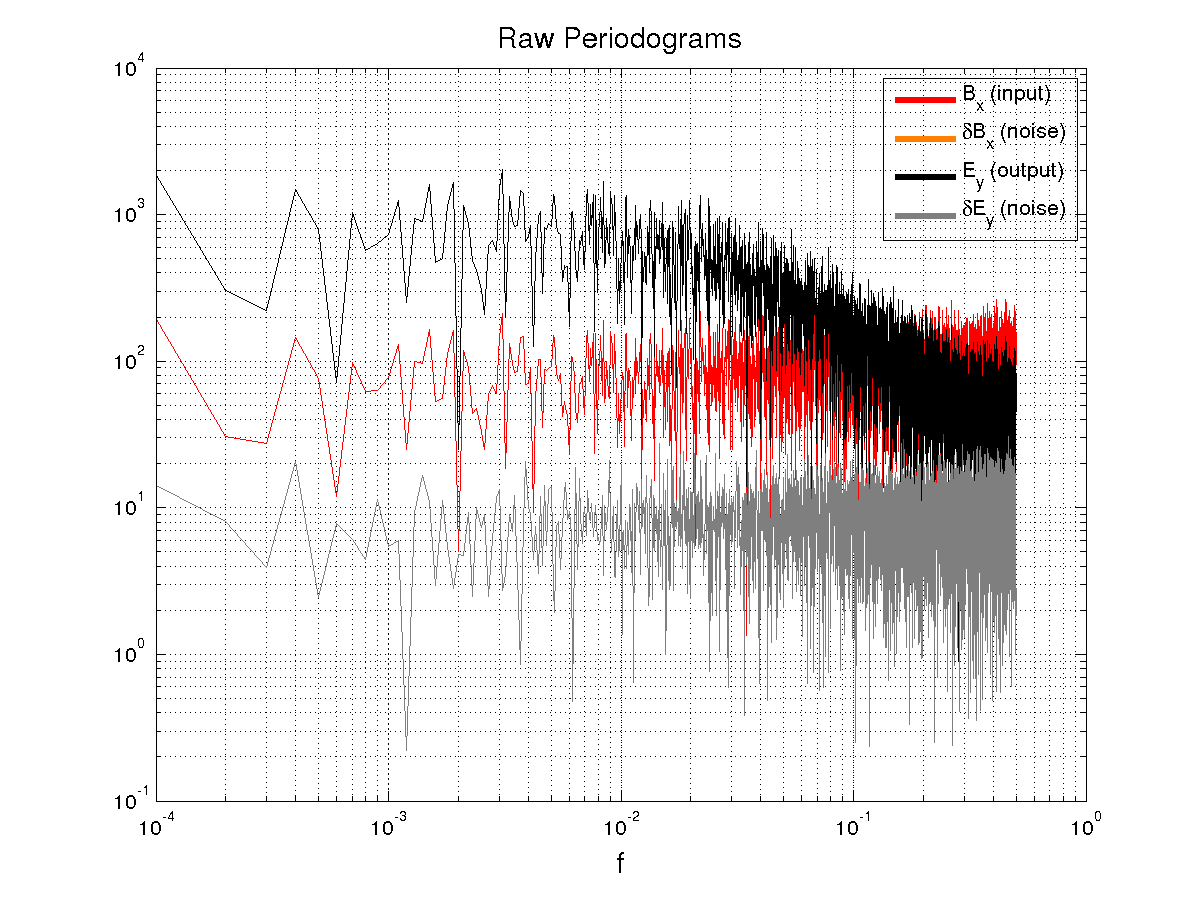 Raw Periodograms
10^4
10^3
10^2
10^1
10^0
10^-1
B_x (input)
δB_x (noise)
E_y (output)
δE_y (noise)
10^-4 10^-3 10^-2 10^-1 10^0
f